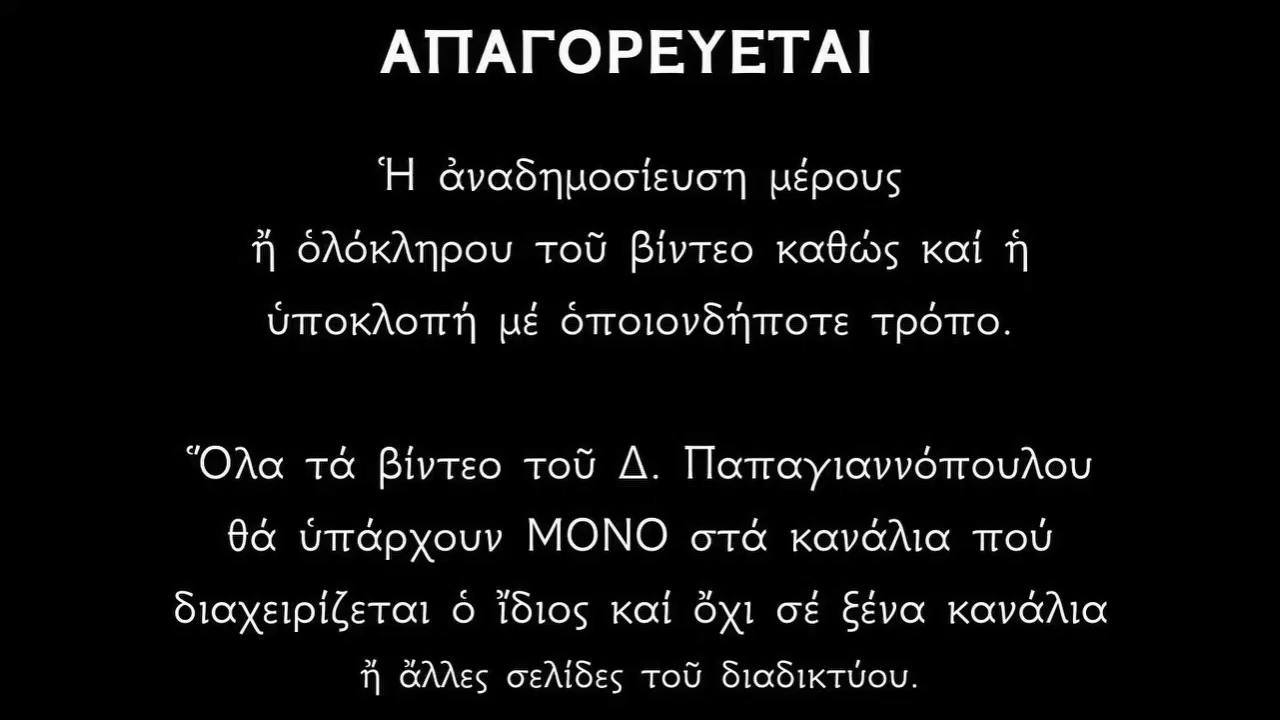 ΑΠΑΓΟΡΕΥΕΤΑΙ
Ἡ ἀναδημοσίευση μέρους
ἤ ὁλόκληρου τοῦ βίντεο καθώς καί ἡ
ὑποκλοπή μέ ὁποιονδήποτε τρόπο.
Ὅλα τά βίντεο τοῦ Δ. Παπαγιαννόπουλου
θά ὑπάρχουν ΜΟΝΟ στά κανάλια πού
διαχειρίζεται ὁ ἴδιος καί ὄχι σέ ξένα κανάλια
ἤ ἄλλες σελίδες τοῦ διαδικτύου.